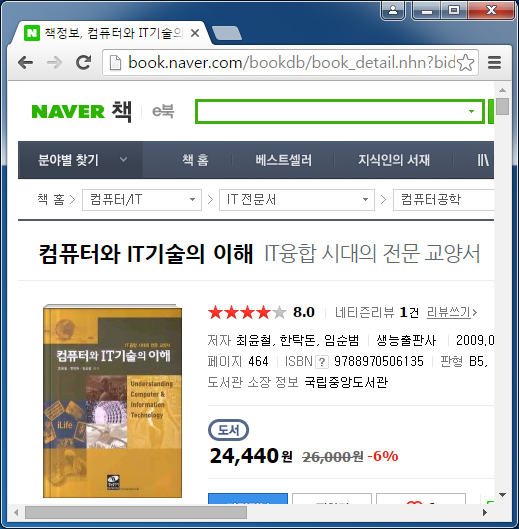 책정보, 컴퓨터와 IT기술의
book.naver.com/bookdb/book_detail.nhn?bid
NAVER 책 e북
분야별 찾기 책 홈 베스트셀러 지식인의 서재
책 홈 > 컴퓨터/IT > IT 전문서 > 컴퓨터공학
컴퓨터와 IT기술의 이해 IT융합 시대의 전문 교양서
★★★★★ 8.0 네티즌리뷰 1건 리뷰쓰기>
저자 최윤철, 한탁돈, 임순범 생능출판사 2009.0
페이지 464 ISBN ? 9788970506135 판형 B5,
도서관 소장 정보 국립중앙도서관
IT 융합 시대의 전문 교양서
컴퓨터와 IT기술의 이해
Understanding
Computer &
Information
Technology
iLife
도서
24,440원 26,000원 -6%